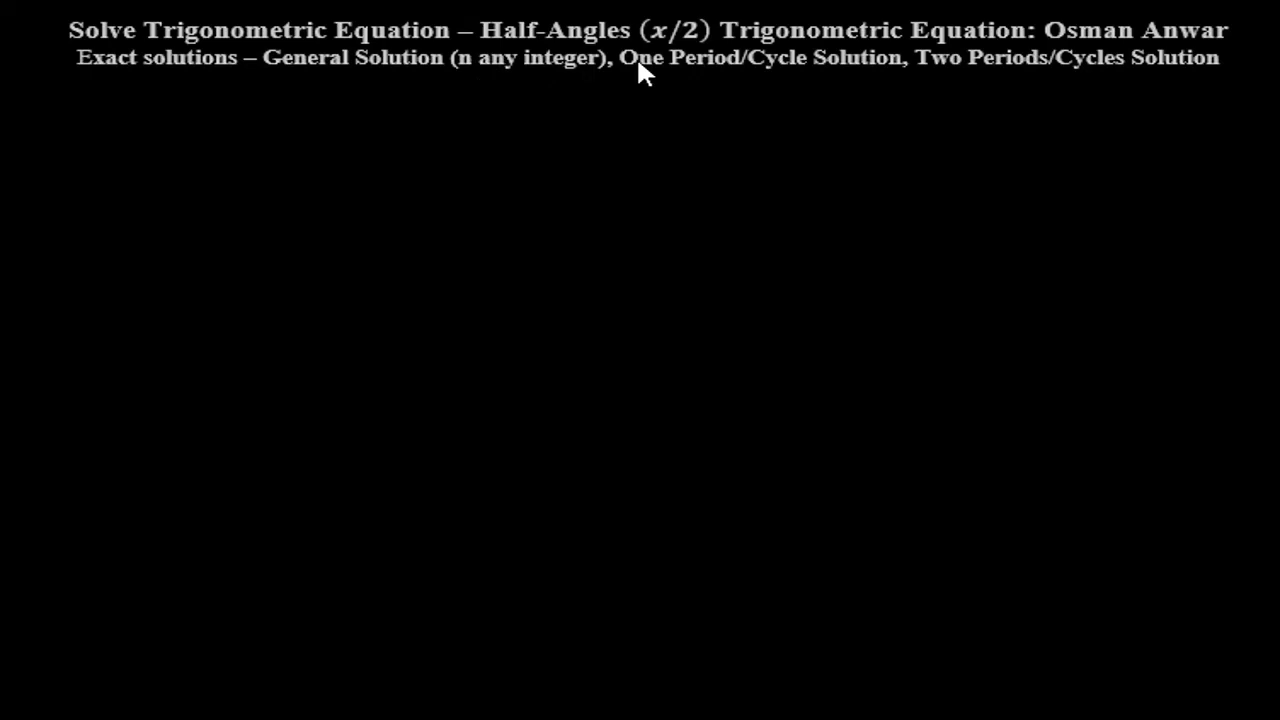 Solve Trigonometric Equation – Half-Angles (x/2) Trigonometric Equation: Osman Anwar
Exact solutions – General Solution (n any integer), One Period/Cycle Solution, Two Periods/Cycles Solution